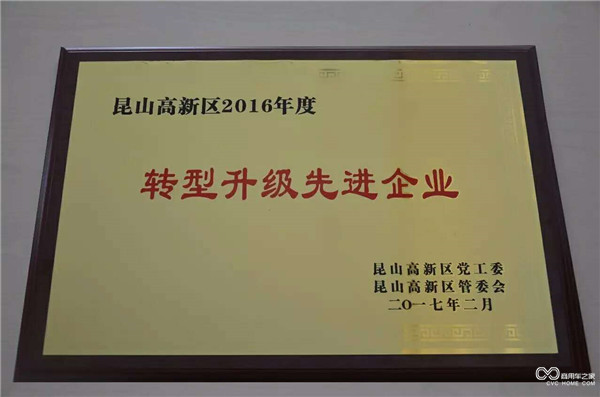 昆山高新区2016年度
转型升级先进企业
昆山高新区党工委
昆山高新区管委会
二〇一七年二月
商用车之家
CVC HOME.COM